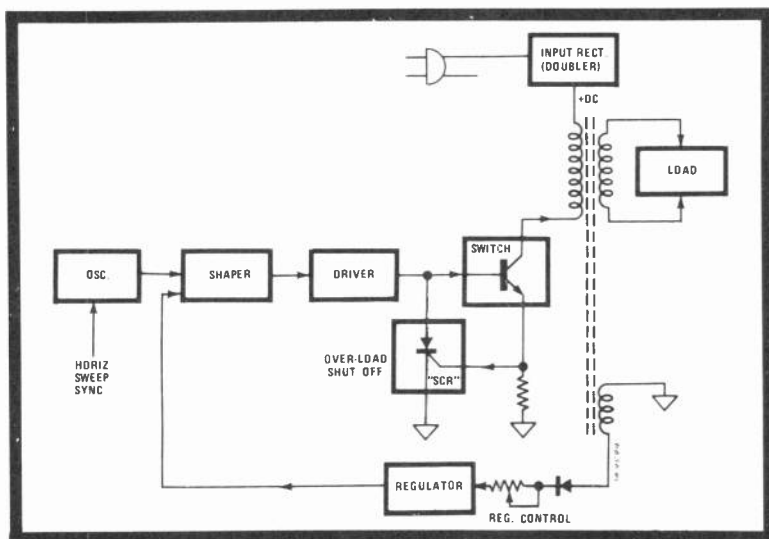 INPUT RECT.
(DOUBLER)
+DC
LOAD
SWITCH
OSC.
SHAPER
DRIVER
HORIZ
SWEEP
SYNC
OVER-LOAD
SHUT OFF
"SCR"
REGULATOR
REG. CONTROL